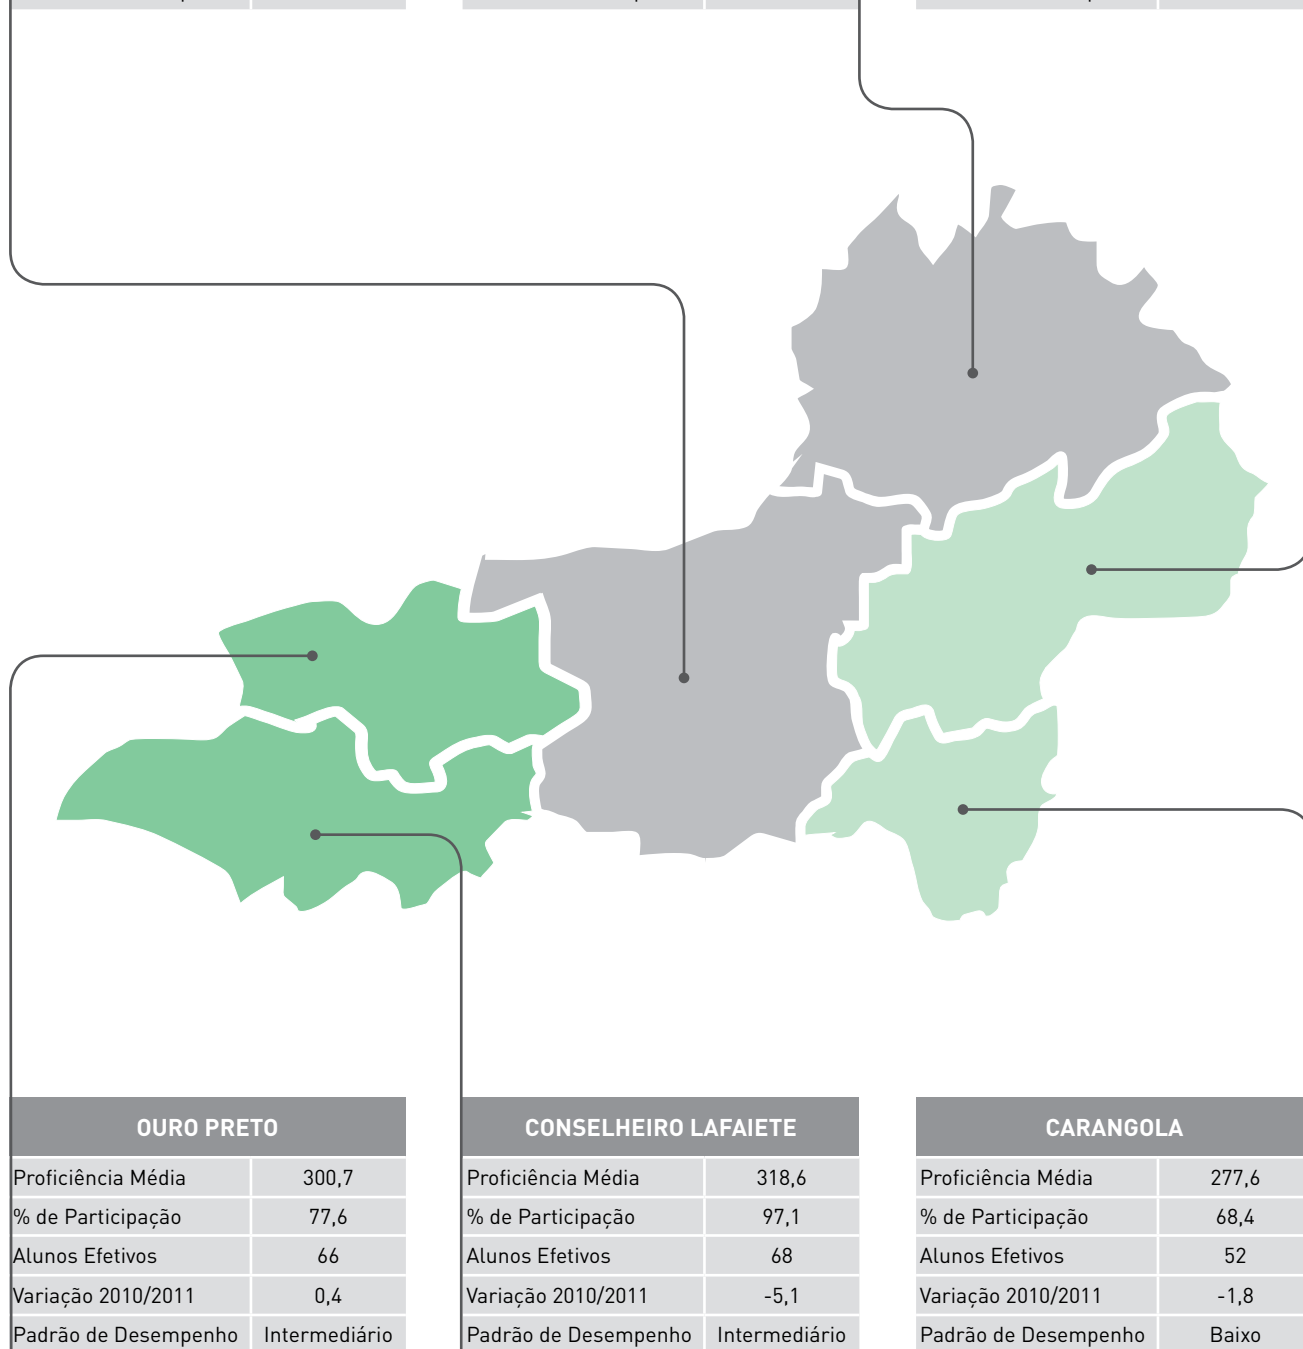 OURO PRETO
Proficiência Média 300,7
% de Participação 77,6
Alunos Efetivos 66
Variação 2010/2011 0,4
Padrão de Desempenho Intermediário
CONSELHEIRO LAFAIETE
Proficiência Média 318,6
% de Participação 97,1
Alunos Efetivos 68
Variação 2010/2011 -5,1
Padrão de Desempenho Intermediário
CARANGOLA
Proficiência Média 277,6
% de Participação 68,4
Alunos Efetivos 52
Variação 2010/2011 -1,8
Padrão de Desempenho Baixo